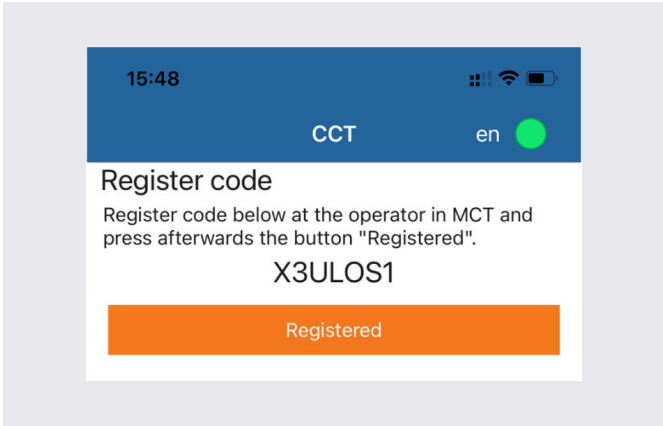 15:48
CCT en
Register code
Register code below at the operator in MCT and
press afterwards the button "Registered".
X3ULOS1
Registered